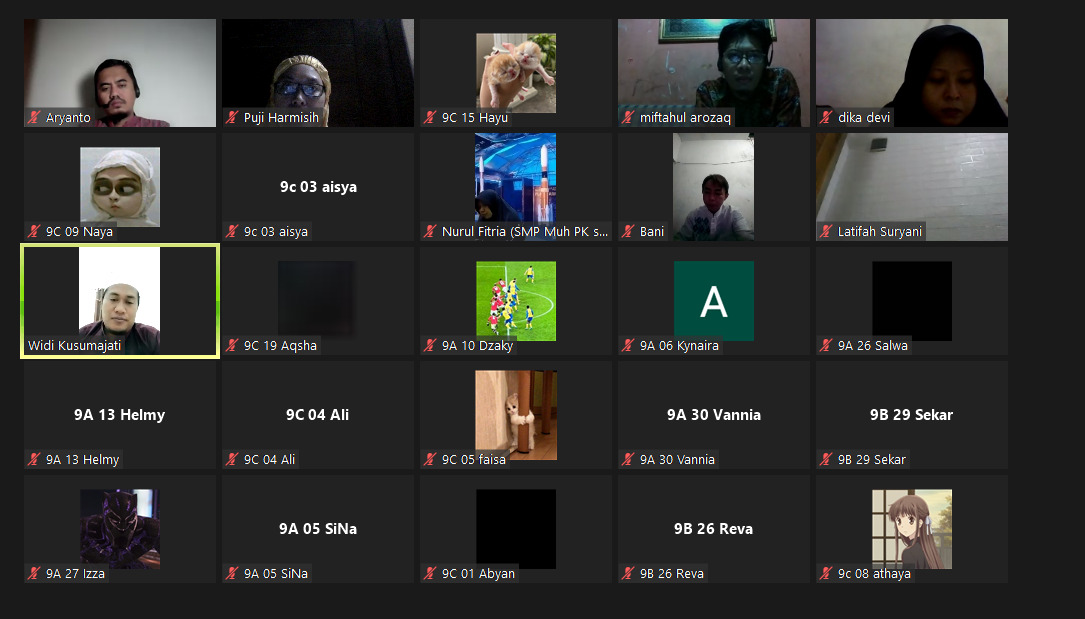 Aryanto
Puji Harmisih
9C 15 Hayu
miftahul arozaq
dika devi
9C 09 Naya
9c 03 aisya
9c 03 aisya
Nurul Fitria (SMP Muh PK s...
Bani
Latifah Suryani
Widi Kusumajati
9C 19 Aqsha
9A 10 Dzaky
A
9A 06 Kynaira
9A 26 Salwa
9A 13 Helmy
9A 13 Helmy
9C 04 Ali
9C 04 Ali
9C 05 faisa
9A 30 Vannia
9A 30 Vannia
9B 29 Sekar
9B 29 Sekar
9A 27 Izza
9A 05 SiNa
9A 05 SiNa
9C 01 Abyan
9B 26 Reva
9B 26 Reva
9c 08 athaya